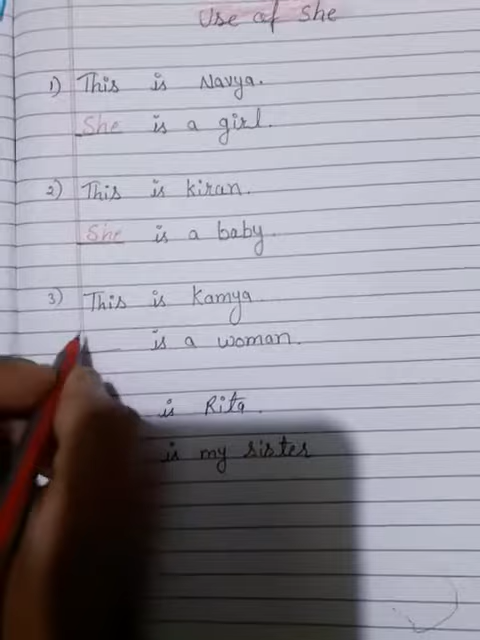 Use of She
1) This is Navya.
She is a girl.
2) This is kiran.
She is a baby.
3) This is Kamya.
is a woman.
is Rita.
is my sister